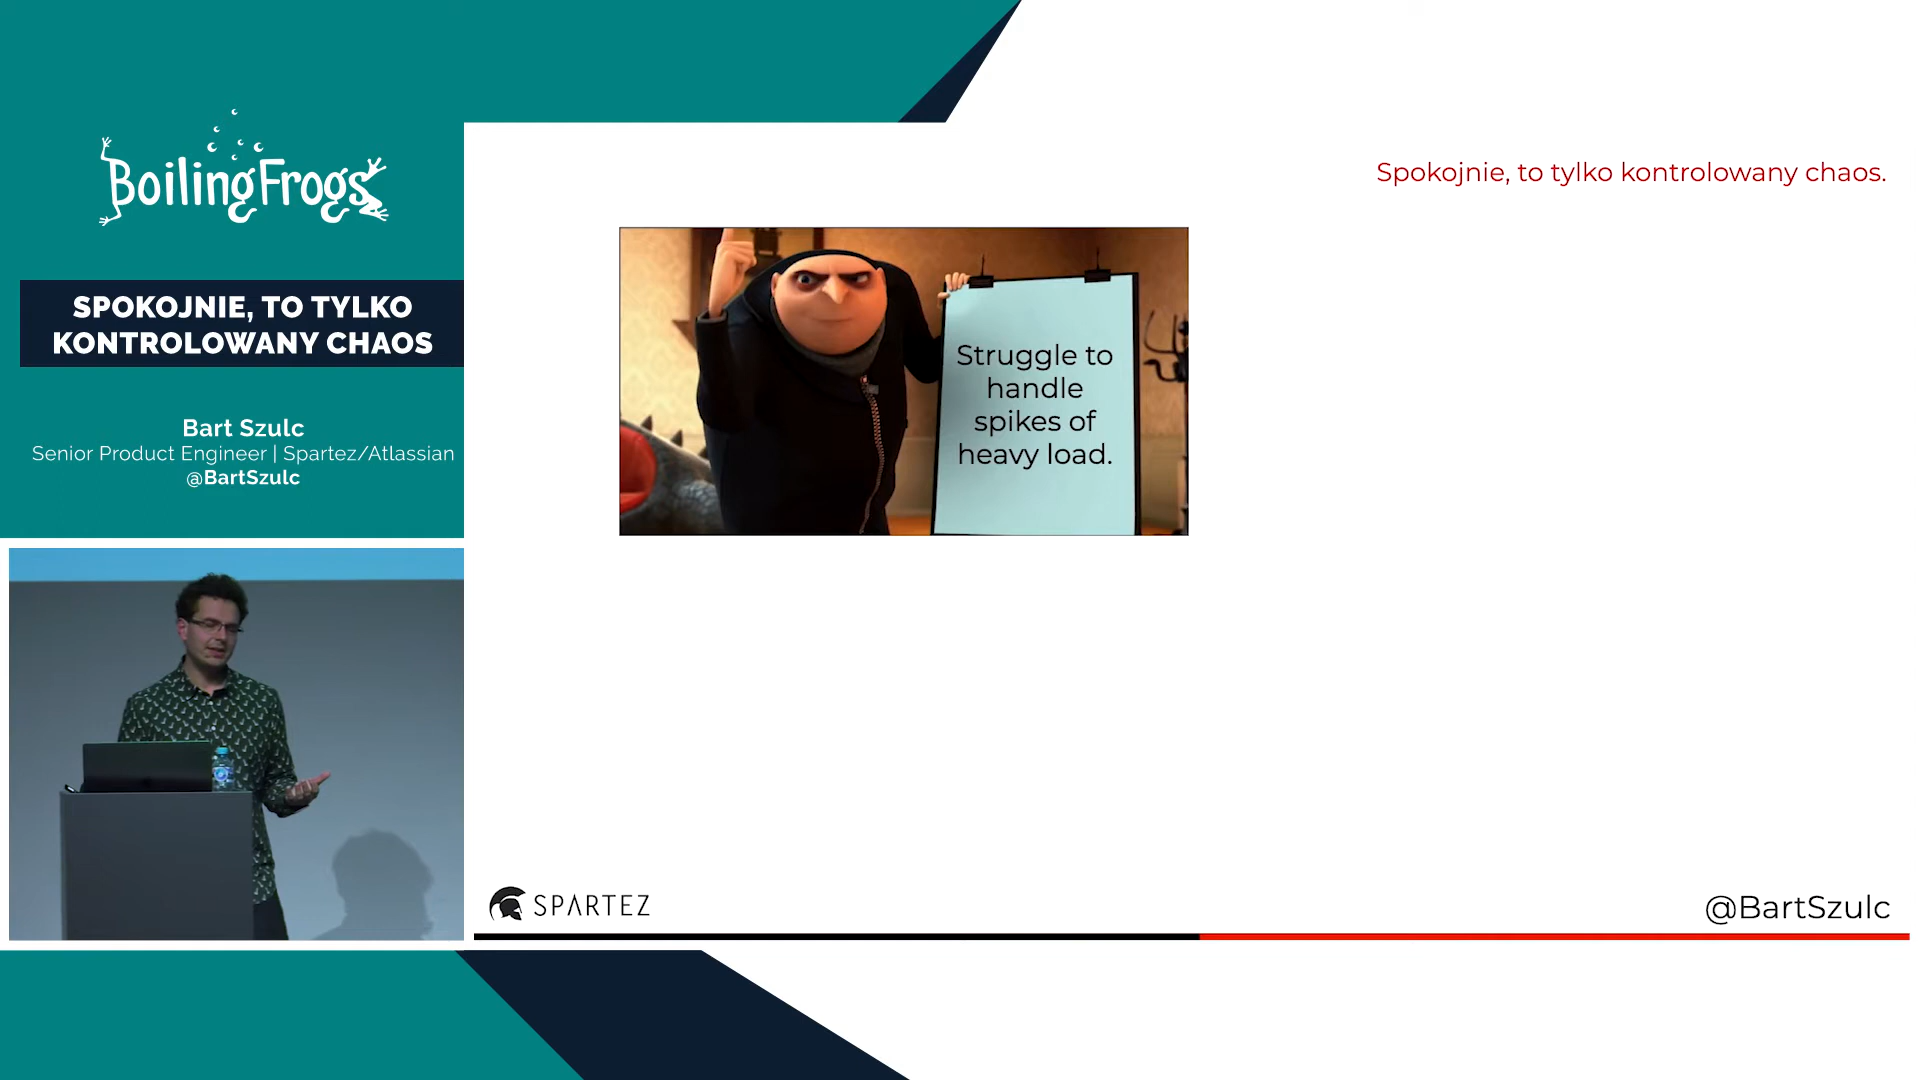 BoilingFrogs
SPOKOJNIE, TO TYLKO
KONTROLOWANY CHAOS
Bart Szulc
Senior Product Engineer | Spartez/Atlassian
@BartSzulc
Spokojnie, to tylko kontrolowany chaos.
Struggle to
handle
spikes of
heavy load.
SPARTEZ
@BartSzulc